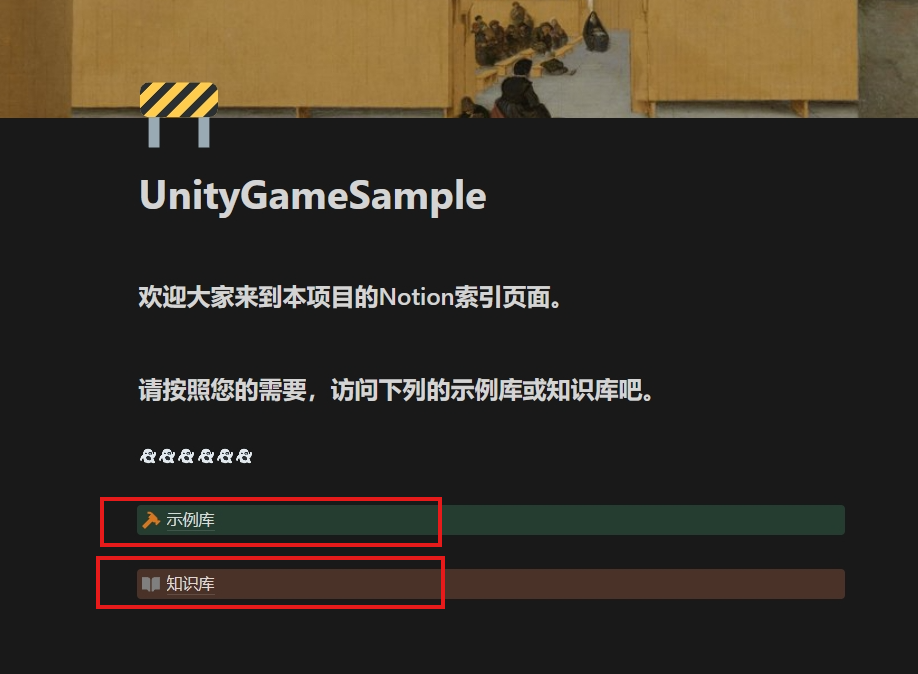 UnityGameSample
欢迎大家来到本项目的Notion索引页面。
请按照您的需要，访问下列的示例库或知识库吧。
示例库
知识库